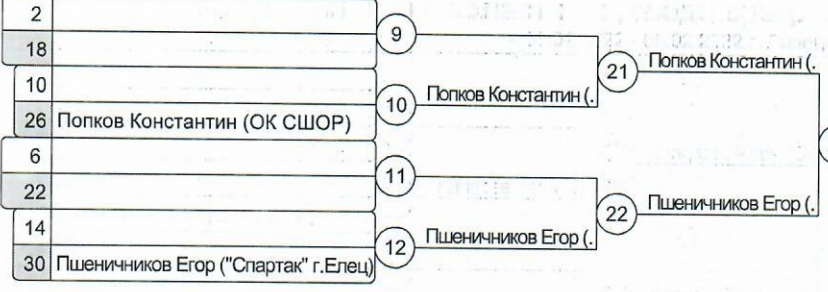 2
18
9
10
26 Попков Константин (ОК СШОР)
10
Попков Константин (.
21
Попков Константин (.
6
22
11
14
30 Пшеничников Егор ("Спартак" г.Елец)
12
Пшеничников Егор (.
22
Пшеничников Егор (.